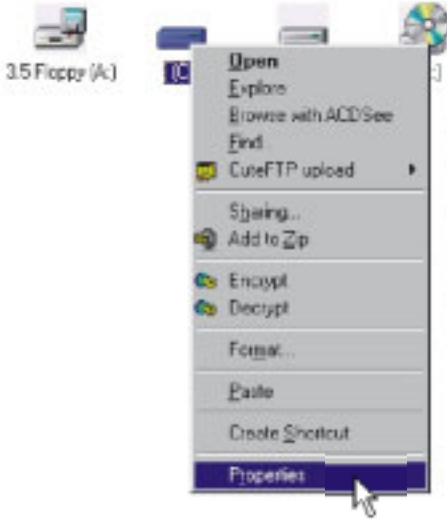 3.5 Floppy (A:)
(C
:]
Open
Explore
Browse with ACDSee
Find...
CuteFTP upload
Sharing...
Add to Zip
Encrypt
Decrypt
Format...
Paste
Create Shortcut
Properties